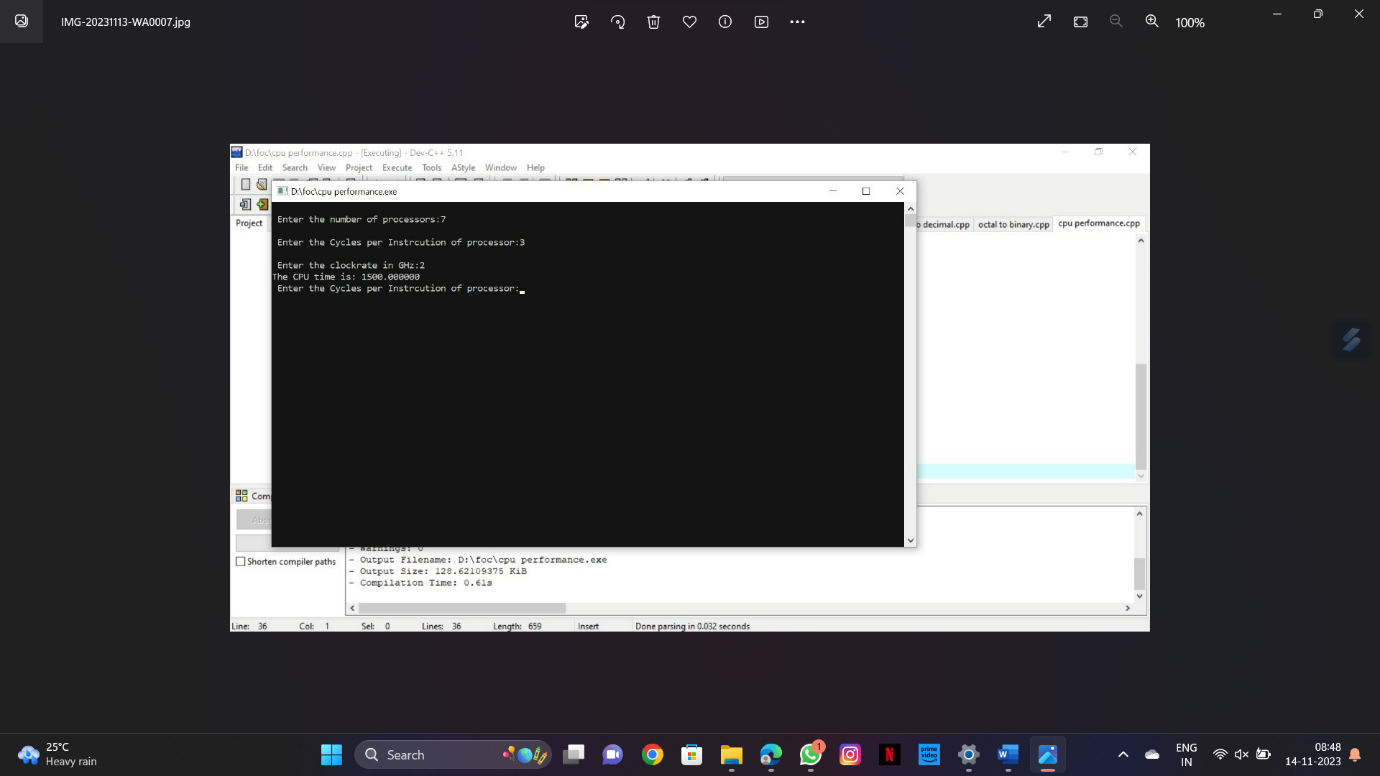 IMG-20231113-WA0007.jpg
100%
D:\foc\cpu performance.cpp - [Executing] - Dev-C++ 5.11
File Edit Search View Project Execute Tools AStyle Window Help
D:\foc\cpu performance.exe
Project
o decimal.cpp octal to binary.cpp cpu performance.cpp
Enter the number of processors:7
Enter the Cycles per Instrcution of processor:3
Enter the clockrate in GHz:2
The CPU time is: 1500.000000
Enter the Cycles per Instrcution of processor:
Comp
Shorten compiler paths
- Warnings: 0
- Output Filename: D:\foc\cpu performance.exe
- Output Size: 128.62109375 KiB
- Compilation Time: 0.61s
Line: 36 Col: 1 Sel: 0 Lines: 36 Length: 659 Insert Done parsing in 0.032 seconds
25°C
Heavy rain
Search
prime video
1
N
W
ENG
IN
08:48
14-11-2023